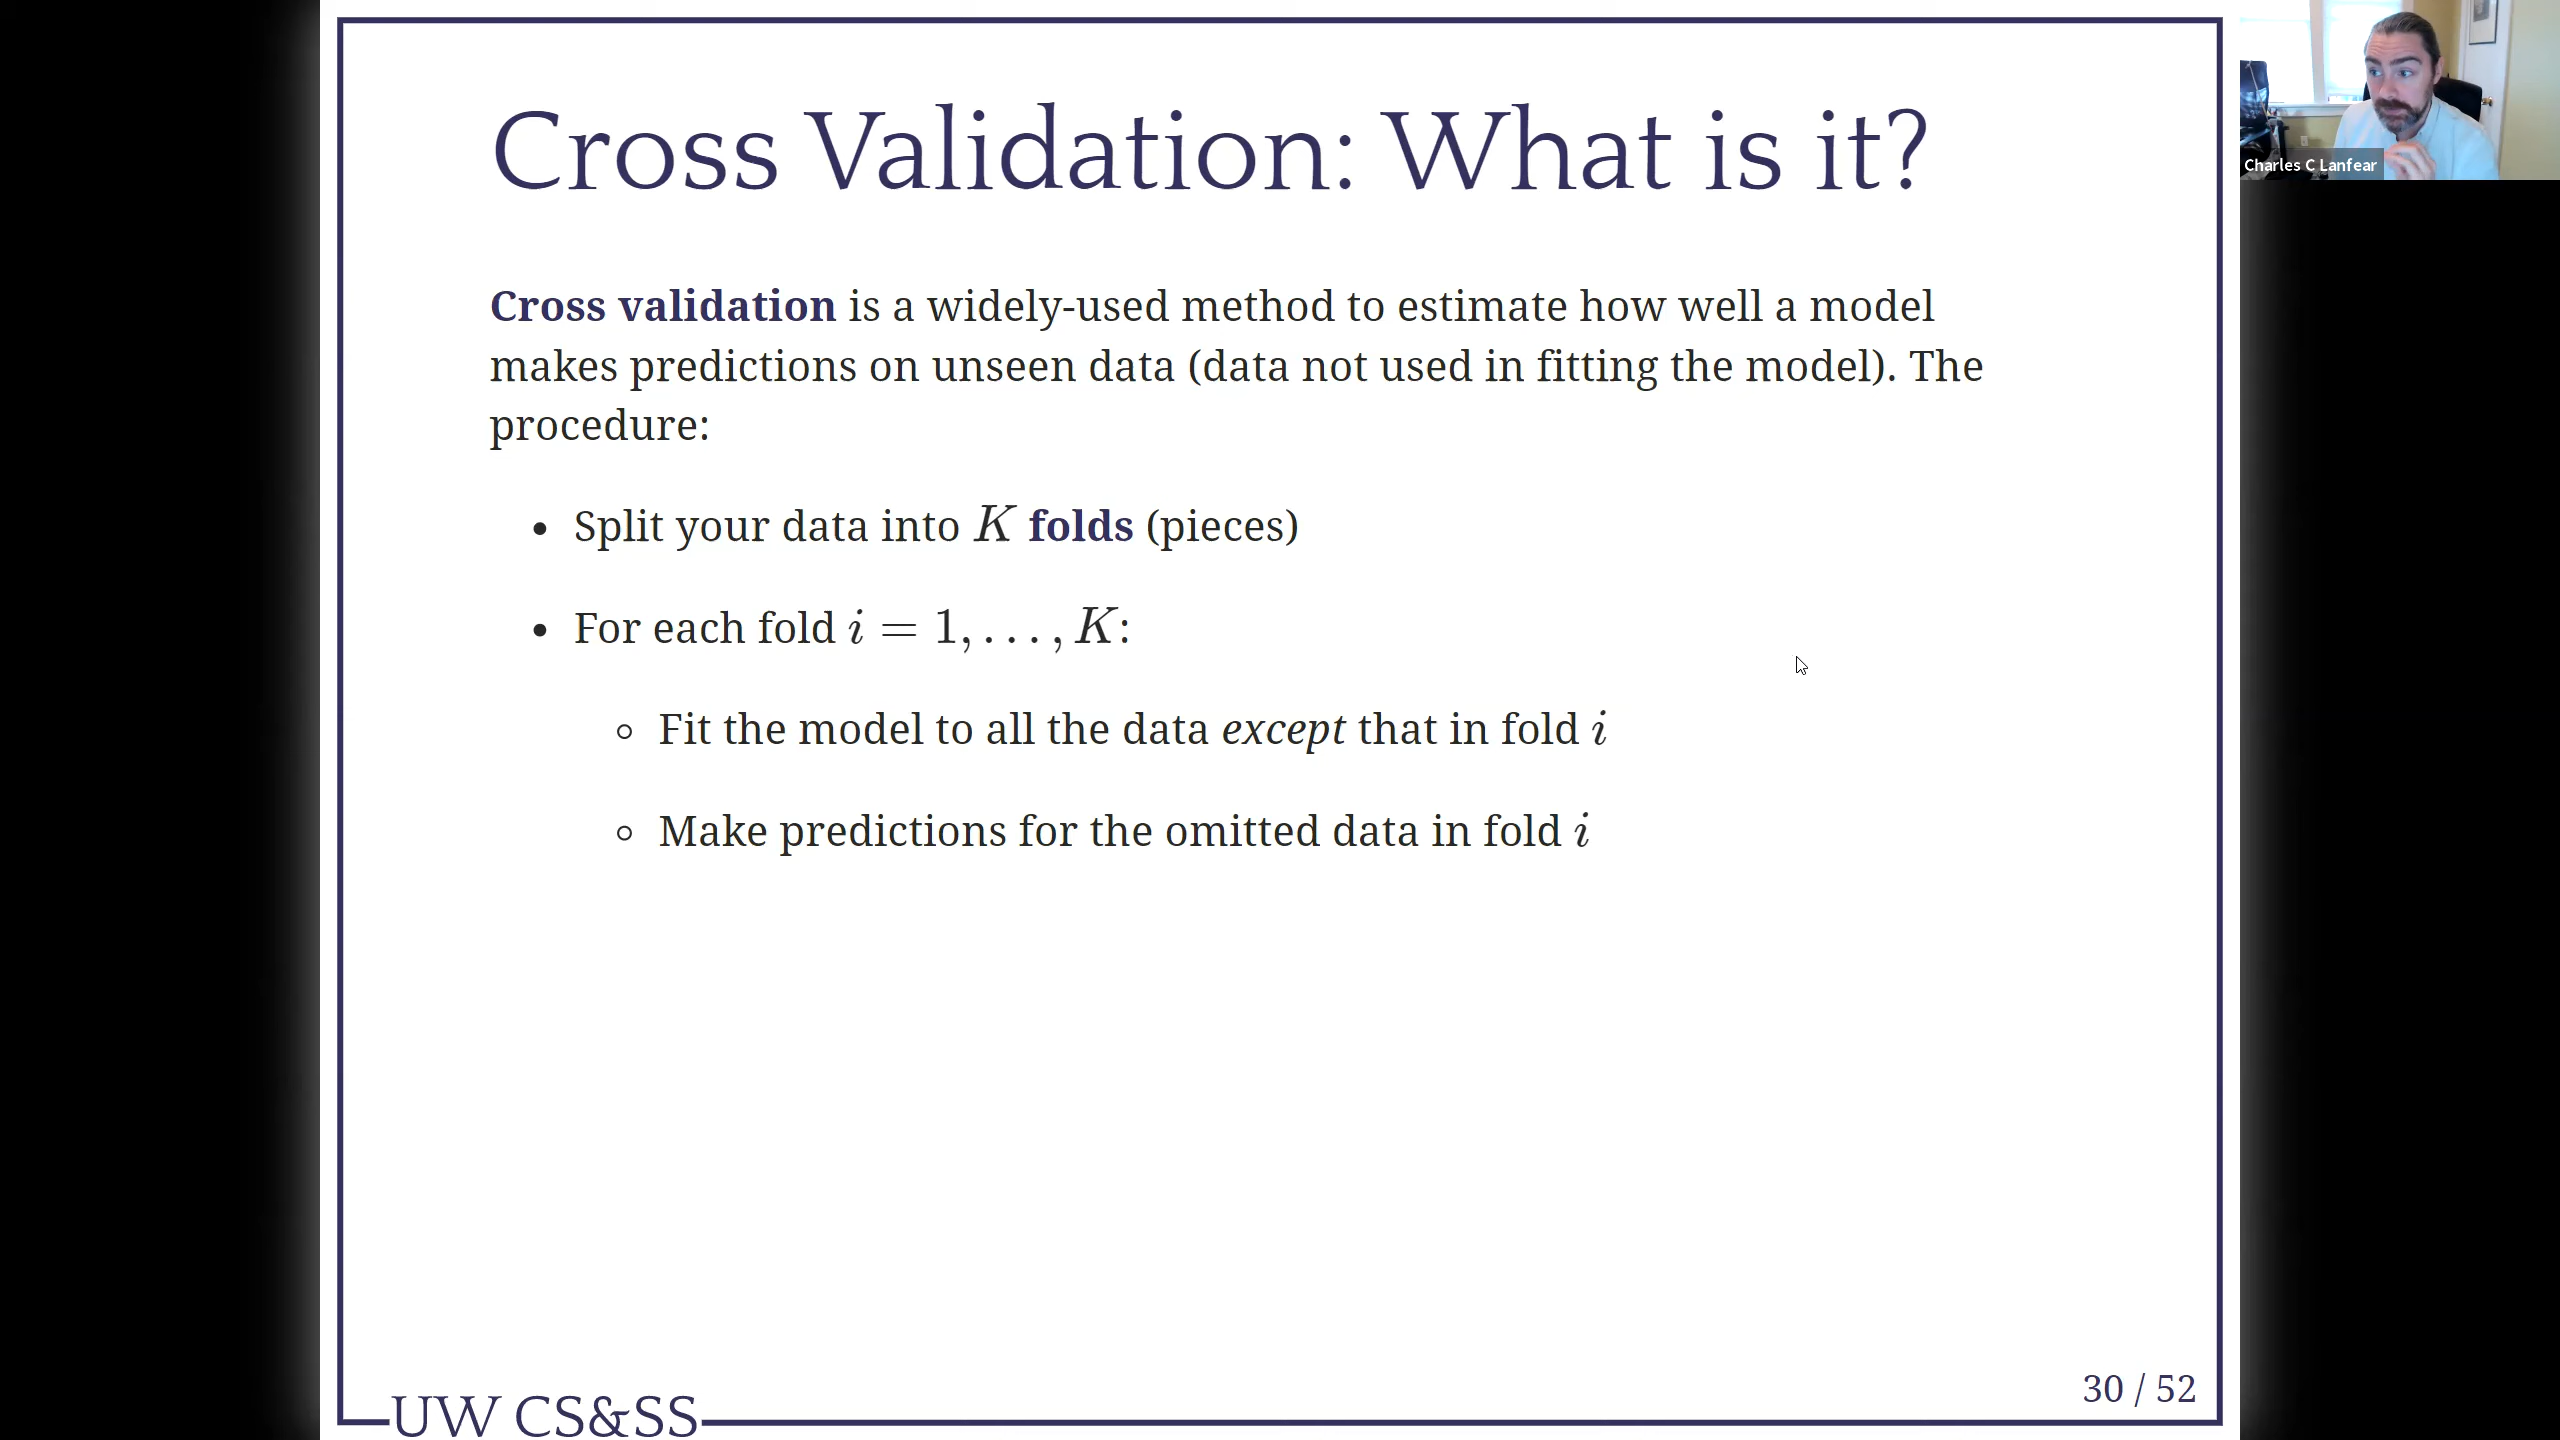 Cross Validation: What is it?
Charles C Lanfear
Cross validation is a widely-used method to estimate how well a model
makes predictions on unseen data (data not used in fitting the model). The
procedure:
• Split your data into K folds (pieces)
• For each fold i = 1, . . . , K:
◦ Fit the model to all the data except that in fold i
◦ Make predictions for the omitted data in fold i
UW CS&SS
30 / 52